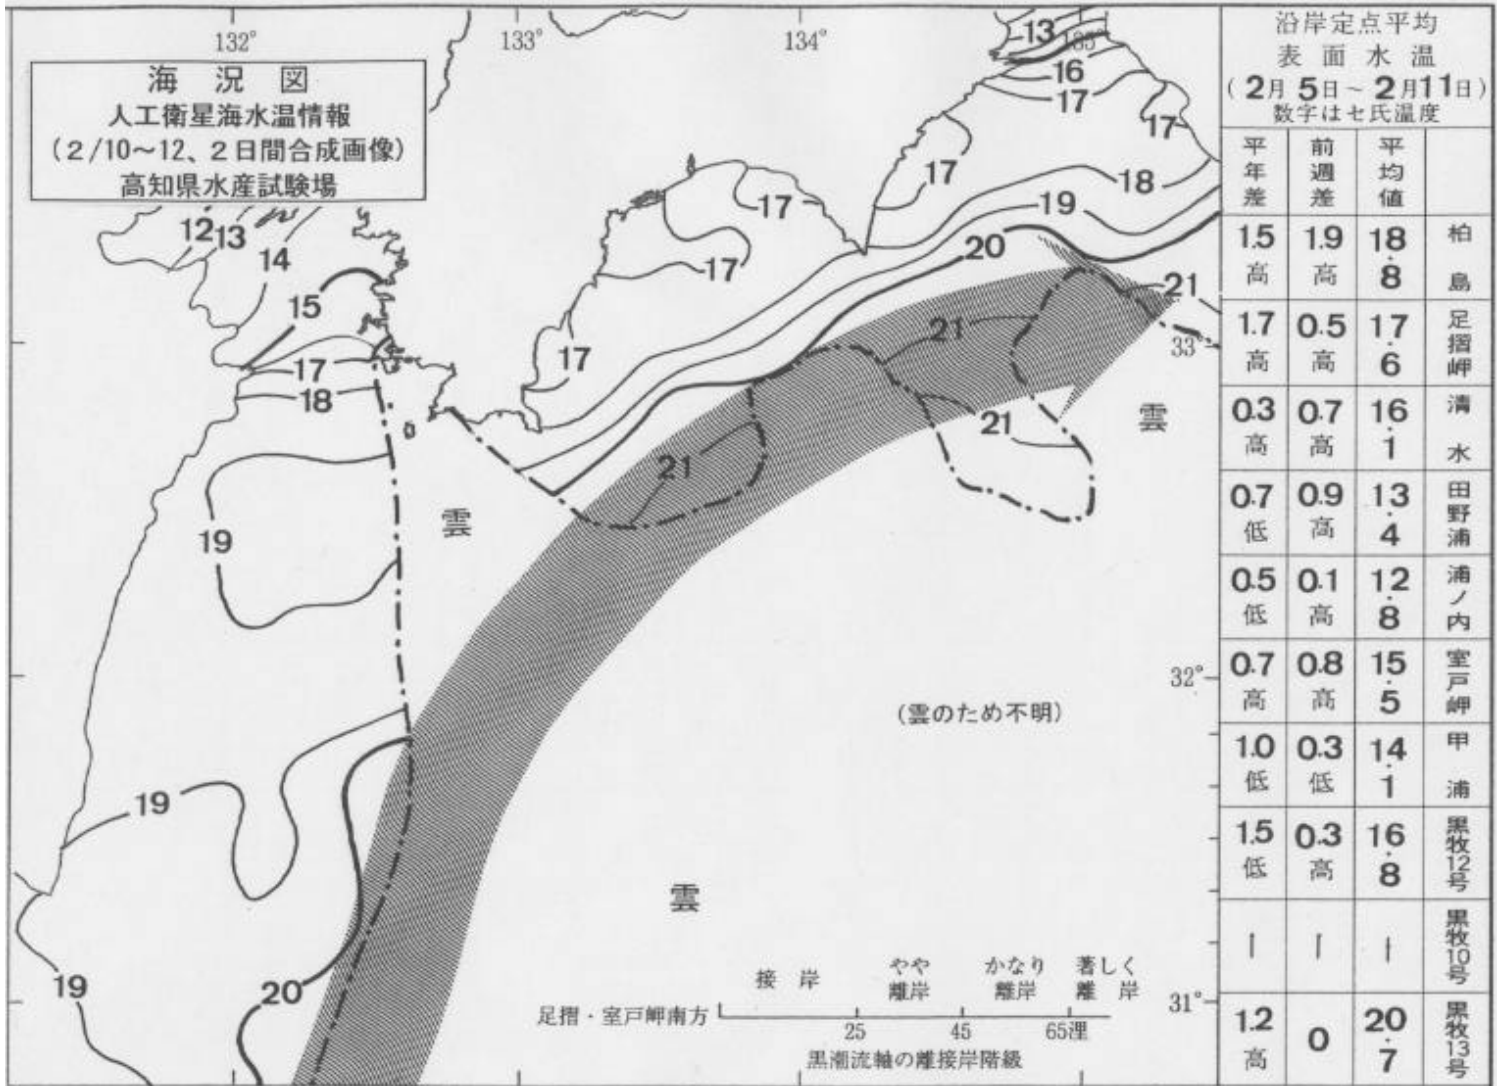 132°
133°
134°
135°
海況図
人工衛星海水温情報
(2/10～12、2日間合成画像)
高知県水産試験場
13
16
17
17
17
18
19
20
17
17
12
13
14
15
17
18
17
21
21
21
21
33°
雲
雲
19
32°
(雲のため不明)
19
雲
19
20
31°
接岸
やや離岸
かなり離岸
著しく離岸
足摺・室戸岬南方
25 45 65浬
黒潮流軸の離接岸階級
沿岸定点平均
表面水温
(2月5日～2月11日)
数字はセ氏温度
平年差 前週差 平均値
1.5高 1.9高 18.8 柏島
1.7高 0.5高 17.6 足摺岬
0.3高 0.7高 16.1 清水
0.7低 0.9高 13.4 田野浦
0.5低 0.1高 12.8 浦ノ内
0.7高 0.8高 15.5 室戸岬
1.0低 0.3低 14.1 甲浦
1.5低 0.3高 16.8 黒牧12号
ー ー ー 黒牧10号
1.2高 0 20.7 黒牧13号